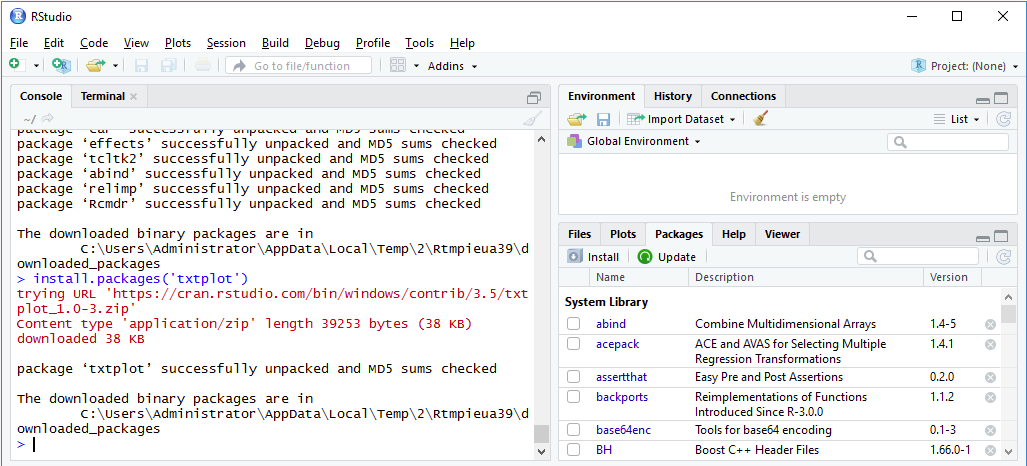 RStudio
File Edit Code View Plots Session Build Debug Profile Tools Help
Go to file/function Addins Project: (None)
Console Terminal
~/
package ‘car’ successfully unpacked and MD5 sums checked
package ‘effects’ successfully unpacked and MD5 sums checked
package ‘tcltk2’ successfully unpacked and MD5 sums checked
package ‘abind’ successfully unpacked and MD5 sums checked
package ‘relimp’ successfully unpacked and MD5 sums checked
package ‘Rcmdr’ successfully unpacked and MD5 sums checked
The downloaded binary packages are in
C:\Users\Administrator\AppData\Local\Temp\2\Rtmpieua39\d
ownloaded_packages
> install.packages('txtplot')
trying URL 'https://cran.rstudio.com/bin/windows/contrib/3.5/txt
plot_1.0-3.zip'
Content type 'application/zip' length 39253 bytes (38 KB)
downloaded 38 KB
package ‘txtplot’ successfully unpacked and MD5 sums checked
The downloaded binary packages are in
C:\Users\Administrator\AppData\Local\Temp\2\Rtmpieua39\d
ownloaded_packages
>
Environment History Connections
Import Dataset List
Global Environment
Environment is empty
Files Plots Packages Help Viewer
Install Update
Name Description Version
System Library
abind Combine Multidimensional Arrays 1.4-5
acepack ACE and AVAS for Selecting Multiple 1.4.1
Regression Transformations
assertthat Easy Pre and Post Assertions 0.2.0
backports Reimplementations of Functions 1.1.2
Introduced Since R-3.0.0
base64enc Tools for base64 encoding 0.1-3
BH Boost C++ Header Files 1.66.0-1